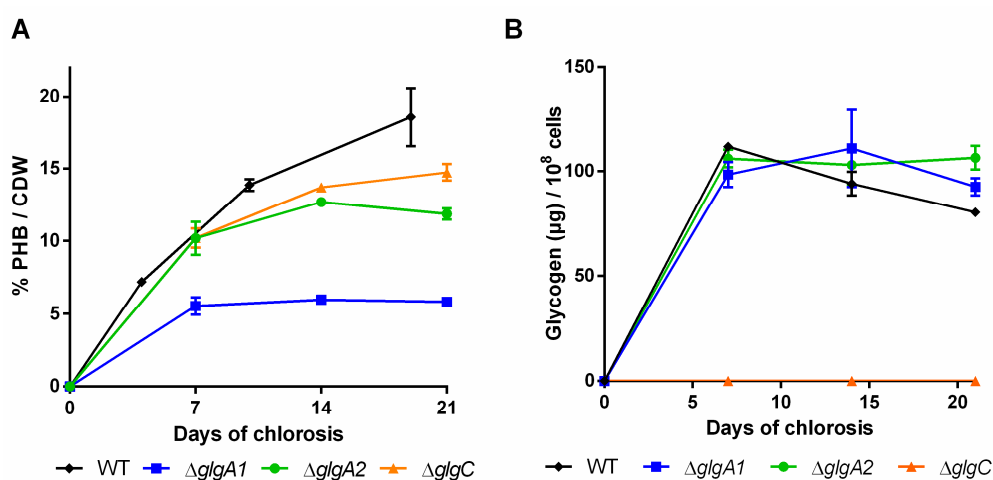 A
% PHB / CDW
20
15
10
5
0
0 7 14 21
Days of chlorosis
WT ΔglgA1 ΔglgA2 ΔglgC
B
Glycogen (µg) / 10⁸ cells
150
100
50
0
0 5 10 15 20
Days of chlorosis
WT ΔglgA1 ΔglgA2 ΔglgC